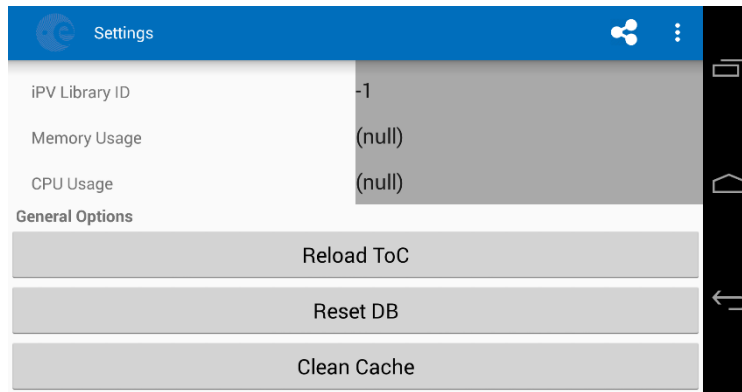 Settings
iPV Library ID -1
Memory Usage (null)
CPU Usage (null)
General Options
Reload ToC
Reset DB
Clean Cache